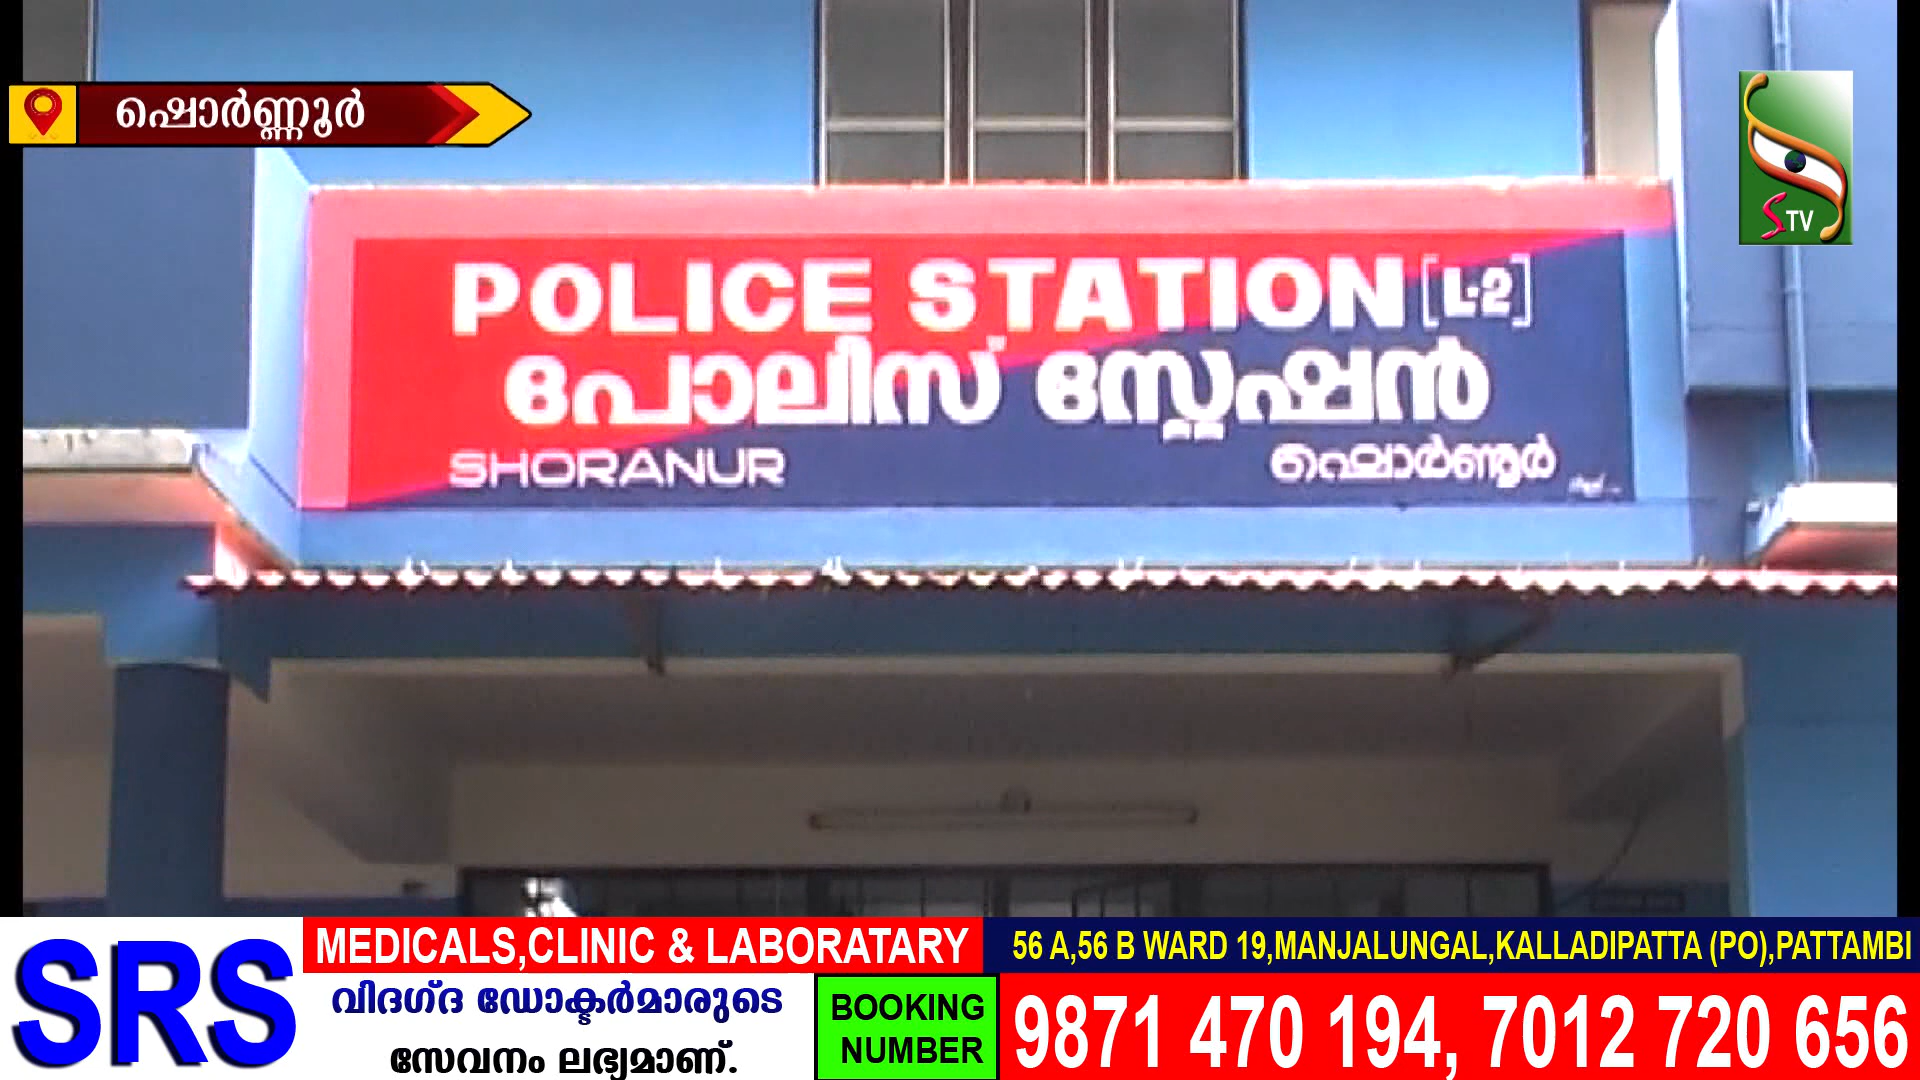 ഷൊർണ്ണൂർ
STV
POLICE STATION [L-2]
പോലീസ് സ്റ്റേഷൻ
SHORANUR
ഷൊർണൂർ
SRS
MEDICALS,CLINIC & LABORATARY
56 A,56 B WARD 19,MANJALUNGAL,KALLADIPATTA (PO),PATTAMBI
വിദഗ്ദ ഡോക്ടർമാരുടെ
സേവനം ലഭ്യമാണ്.
BOOKING
NUMBER
9871 470 194, 7012 720 656